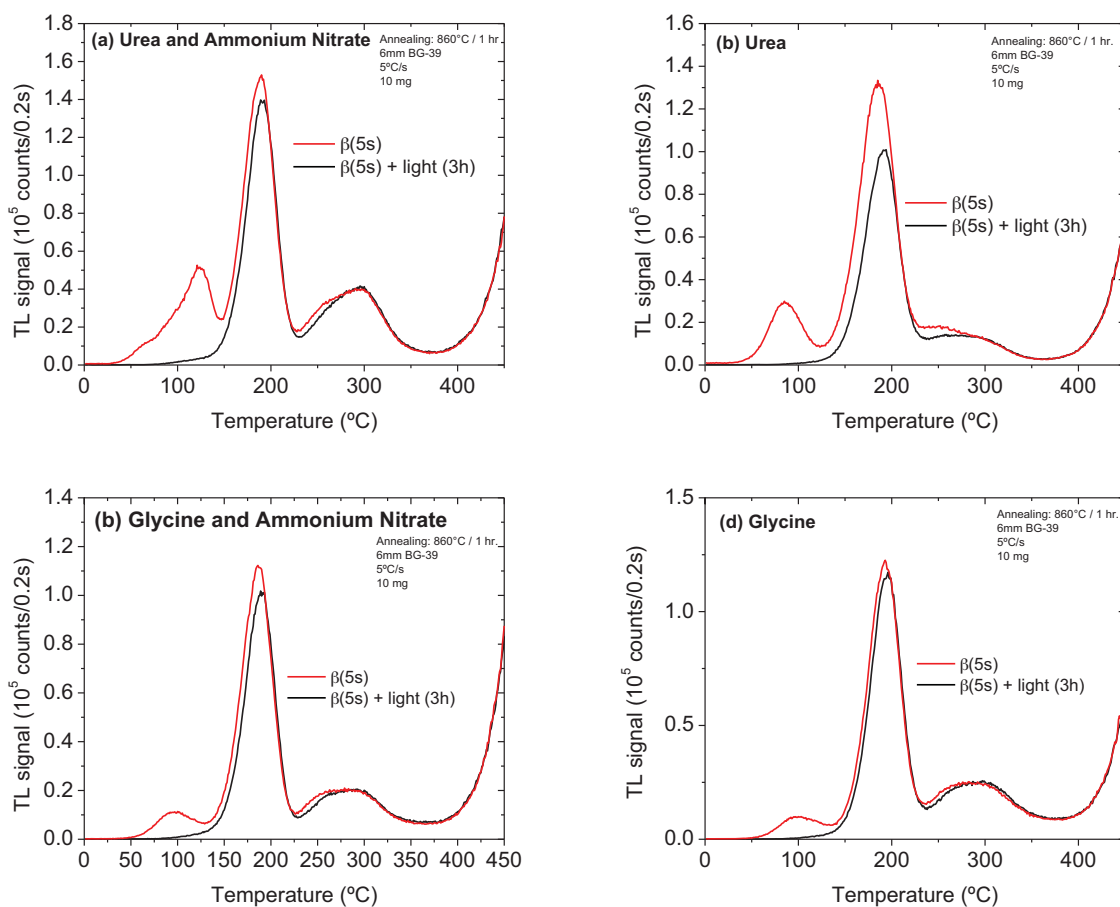 (a) Urea and Ammonium Nitrate
Annealing: 860°C / 1 hr.
6mm BG-39
5ºC/s
10 mg
β(5s)
β(5s) + light (3h)
TL signal (10⁵ counts/0.2s)
1.8
1.6
1.4
1.2
1.0
0.8
0.6
0.4
0.2
0.0
0 100 200 300 400
Temperature (ºC)
(b) Urea
Annealing: 860°C / 1 hr.
6mm BG-39
5ºC/s
10 mg
β(5s)
β(5s) + light (3h)
TL signal (10⁵ counts/0.2s)
1.6
1.4
1.2
1.0
0.8
0.6
0.4
0.2
0.0
0 100 200 300 400
Temperature (ºC)
(b) Glycine and Ammonium Nitrate
Annealing: 860°C / 1 hr.
6mm BG-39
5ºC/s
10 mg
β(5s)
β(5s) + light (3h)
TL signal (10⁵ counts/0.2s)
1.4
1.2
1.0
0.8
0.6
0.4
0.2
0.0
0 50 100 150 200 250 300 350 400 450
Temperature (ºC)
(d) Glycine
Annealing: 860°C / 1 hr.
6mm BG-39
5ºC/s
10 mg
β(5s)
β(5s) + light (3h)
TL signal (10⁵ counts/0.2s)
1.5
1.2
0.9
0.5
0.0
0 100 200 300 400
Temperature (ºC)